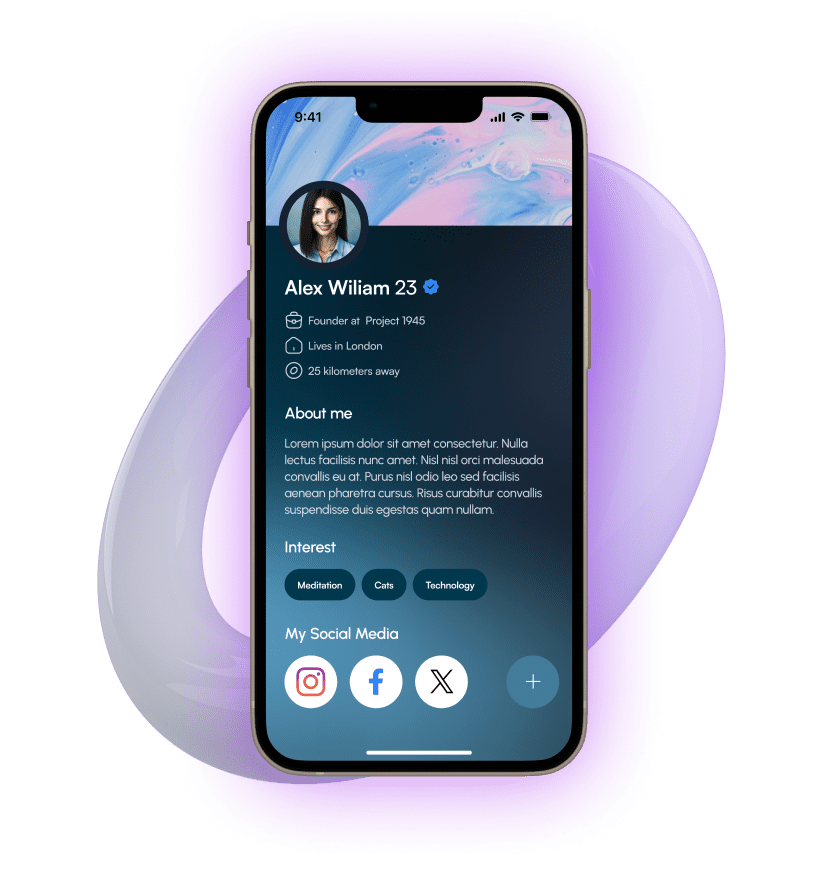 9:41
Alex Wiliam 23
Founder at Project 1945
Lives in London
25 kilometers away
About me
Lorem ipsum dolor sit amet consectetur. Nulla
lectus facilisis nunc amet. Nisl nisl orci malesuada
convallis eu at. Purus nisl odio leo sed facilisis
aenean pharetra cursus. Risus curabitur convallis
suspendisse duis egestas quam nullam.
Interest
Meditation Cats Technology
My Social Media